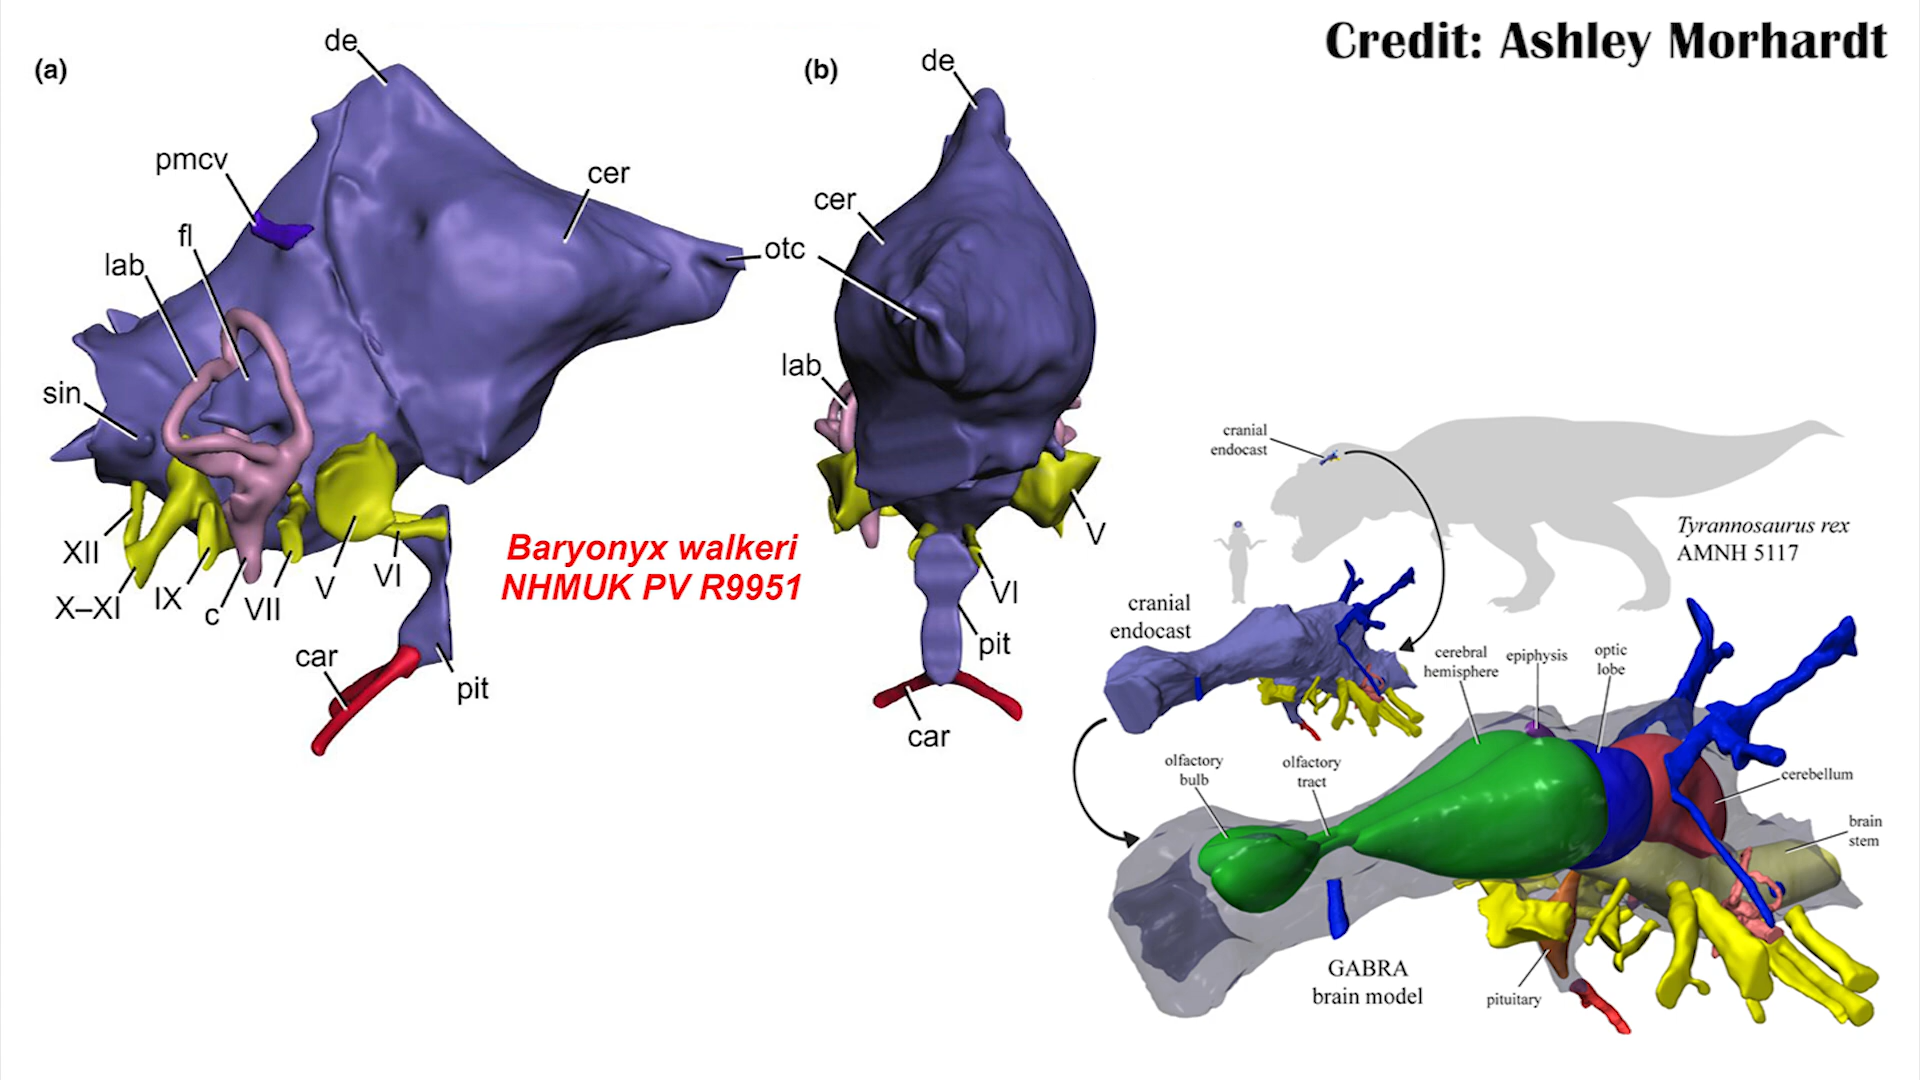 Credit: Ashley Morhardt
(a)
de
pmcv
fl
lab
sin
cer
otc
XII
X–XI
IX
c
VII
V
VI
car
pit
Baryonyx walkeri
NHMUK PV R9951
(b)
de
cer
lab
V
VI
pit
car
cranial
endocast
Tyrannosaurus rex
AMNH 5117
cranial
endocast
cerebral
hemisphere
epiphysis
optic
lobe
olfactory
bulb
olfactory
tract
cerebellum
brain
stem
GABRA
brain model
pituitary